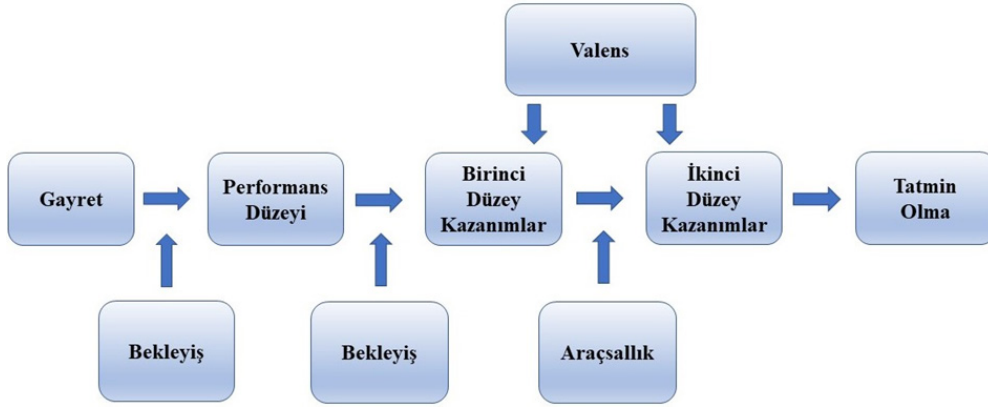 Valens
Gayret
Performans
Düzeyi
Birinci
Düzey
Kazanımlar
İkinci
Düzey
Kazanımlar
Tatmin
Olma
Bekleyiş
Bekleyiş
Araçsallık